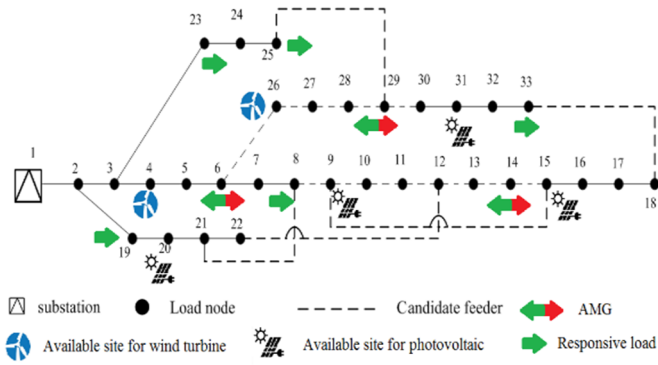 23 24
25
26 27 28 29 30 31 32 33
1 2 3 4 5 6 7 8 9 10 11 12 13 14 15 16 17 18
19 20 21 22
substation Load node Candidate feeder AMG
Available site for wind turbine Available site for photovoltaic Responsive load